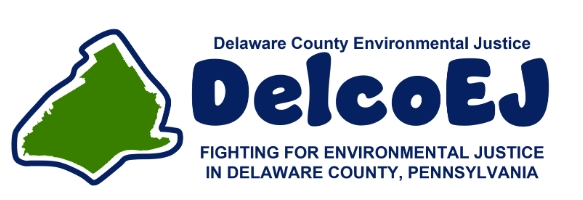 Delaware County Environmental Justice
DelcoEJ
FIGHTING FOR ENVIRONMENTAL JUSTICE
IN DELAWARE COUNTY, PENNSYLVANIA